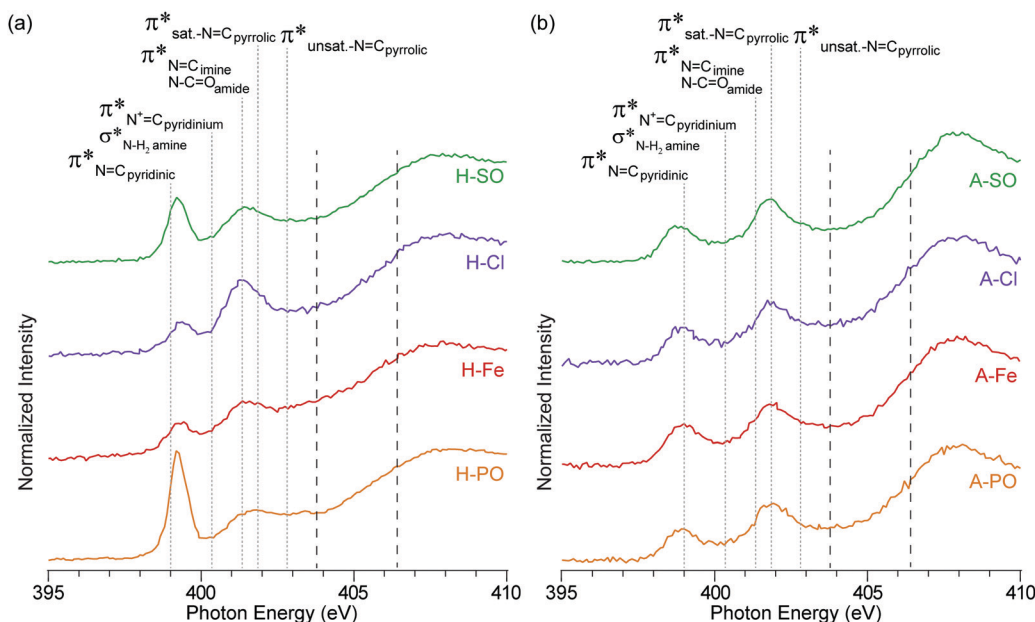 (a)
π* sat.-N=Cpyrrolic π* unsat.-N=Cpyrrolic
π* N=Cimine
N-C=Oamide
π* N+=Cpyridinium
σ* N-H2 amine
π* N=Cpyridinic
H-SO
H-Cl
H-Fe
H-PO
Normalized Intensity
395 400 405 410
Photon Energy (eV)
(b)
π* sat.-N=Cpyrrolic π* unsat.-N=Cpyrrolic
π* N=Cimine
N-C=Oamide
π* N+=Cpyridinium
σ* N-H2 amine
π* N=Cpyridinic
A-SO
A-Cl
A-Fe
A-PO
Normalized Intensity
395 400 405 410
Photon Energy (eV)